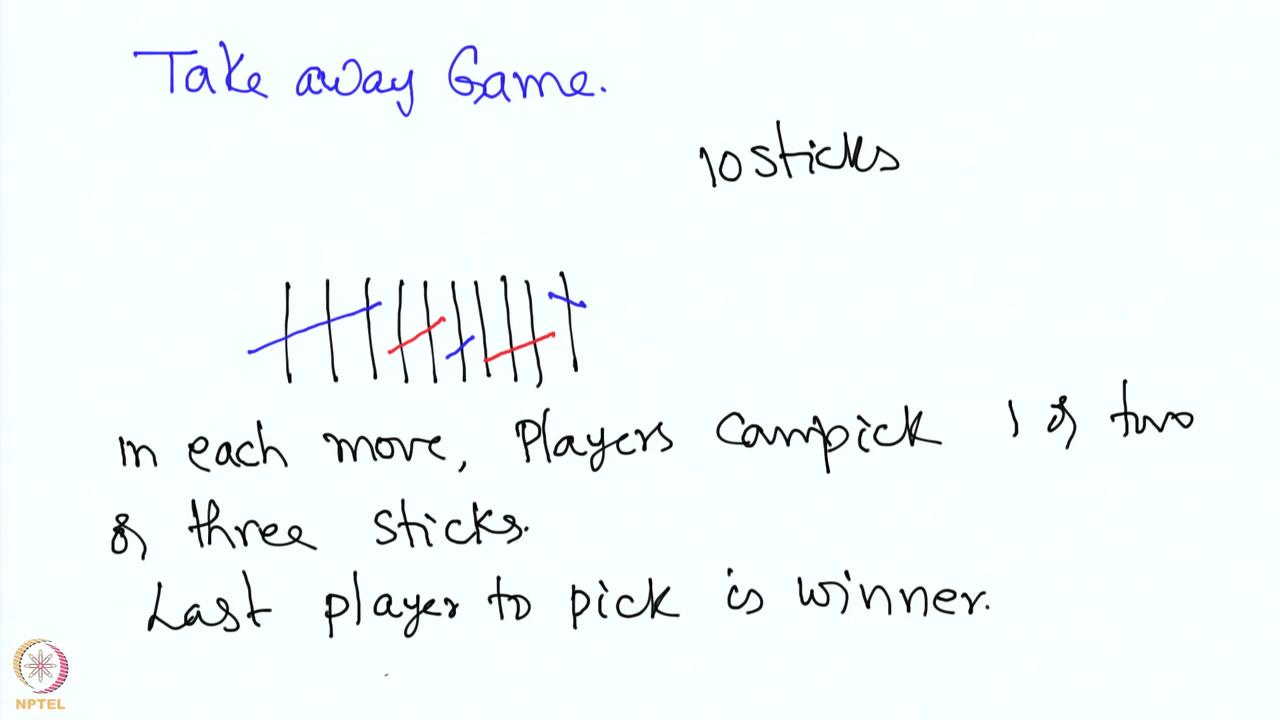 Take away Game.
10 sticks
in each move, Players can pick 1 or two
or three sticks.
Last player to pick is winner.
NPTEL